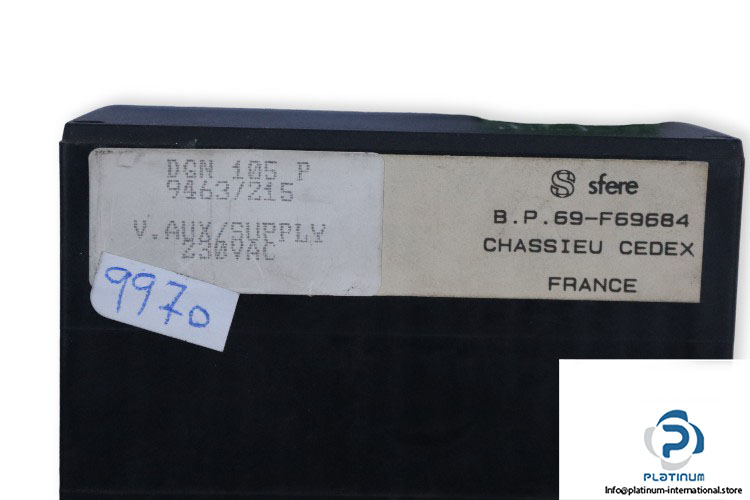 DGN 105 P
9463/215
V.AUX/SUPPLY
230VAC
9970
sfere
B.P.69-F69684
CHASSIEU CEDEX
FRANCE
PLATINUM
Info@platinum-international.store